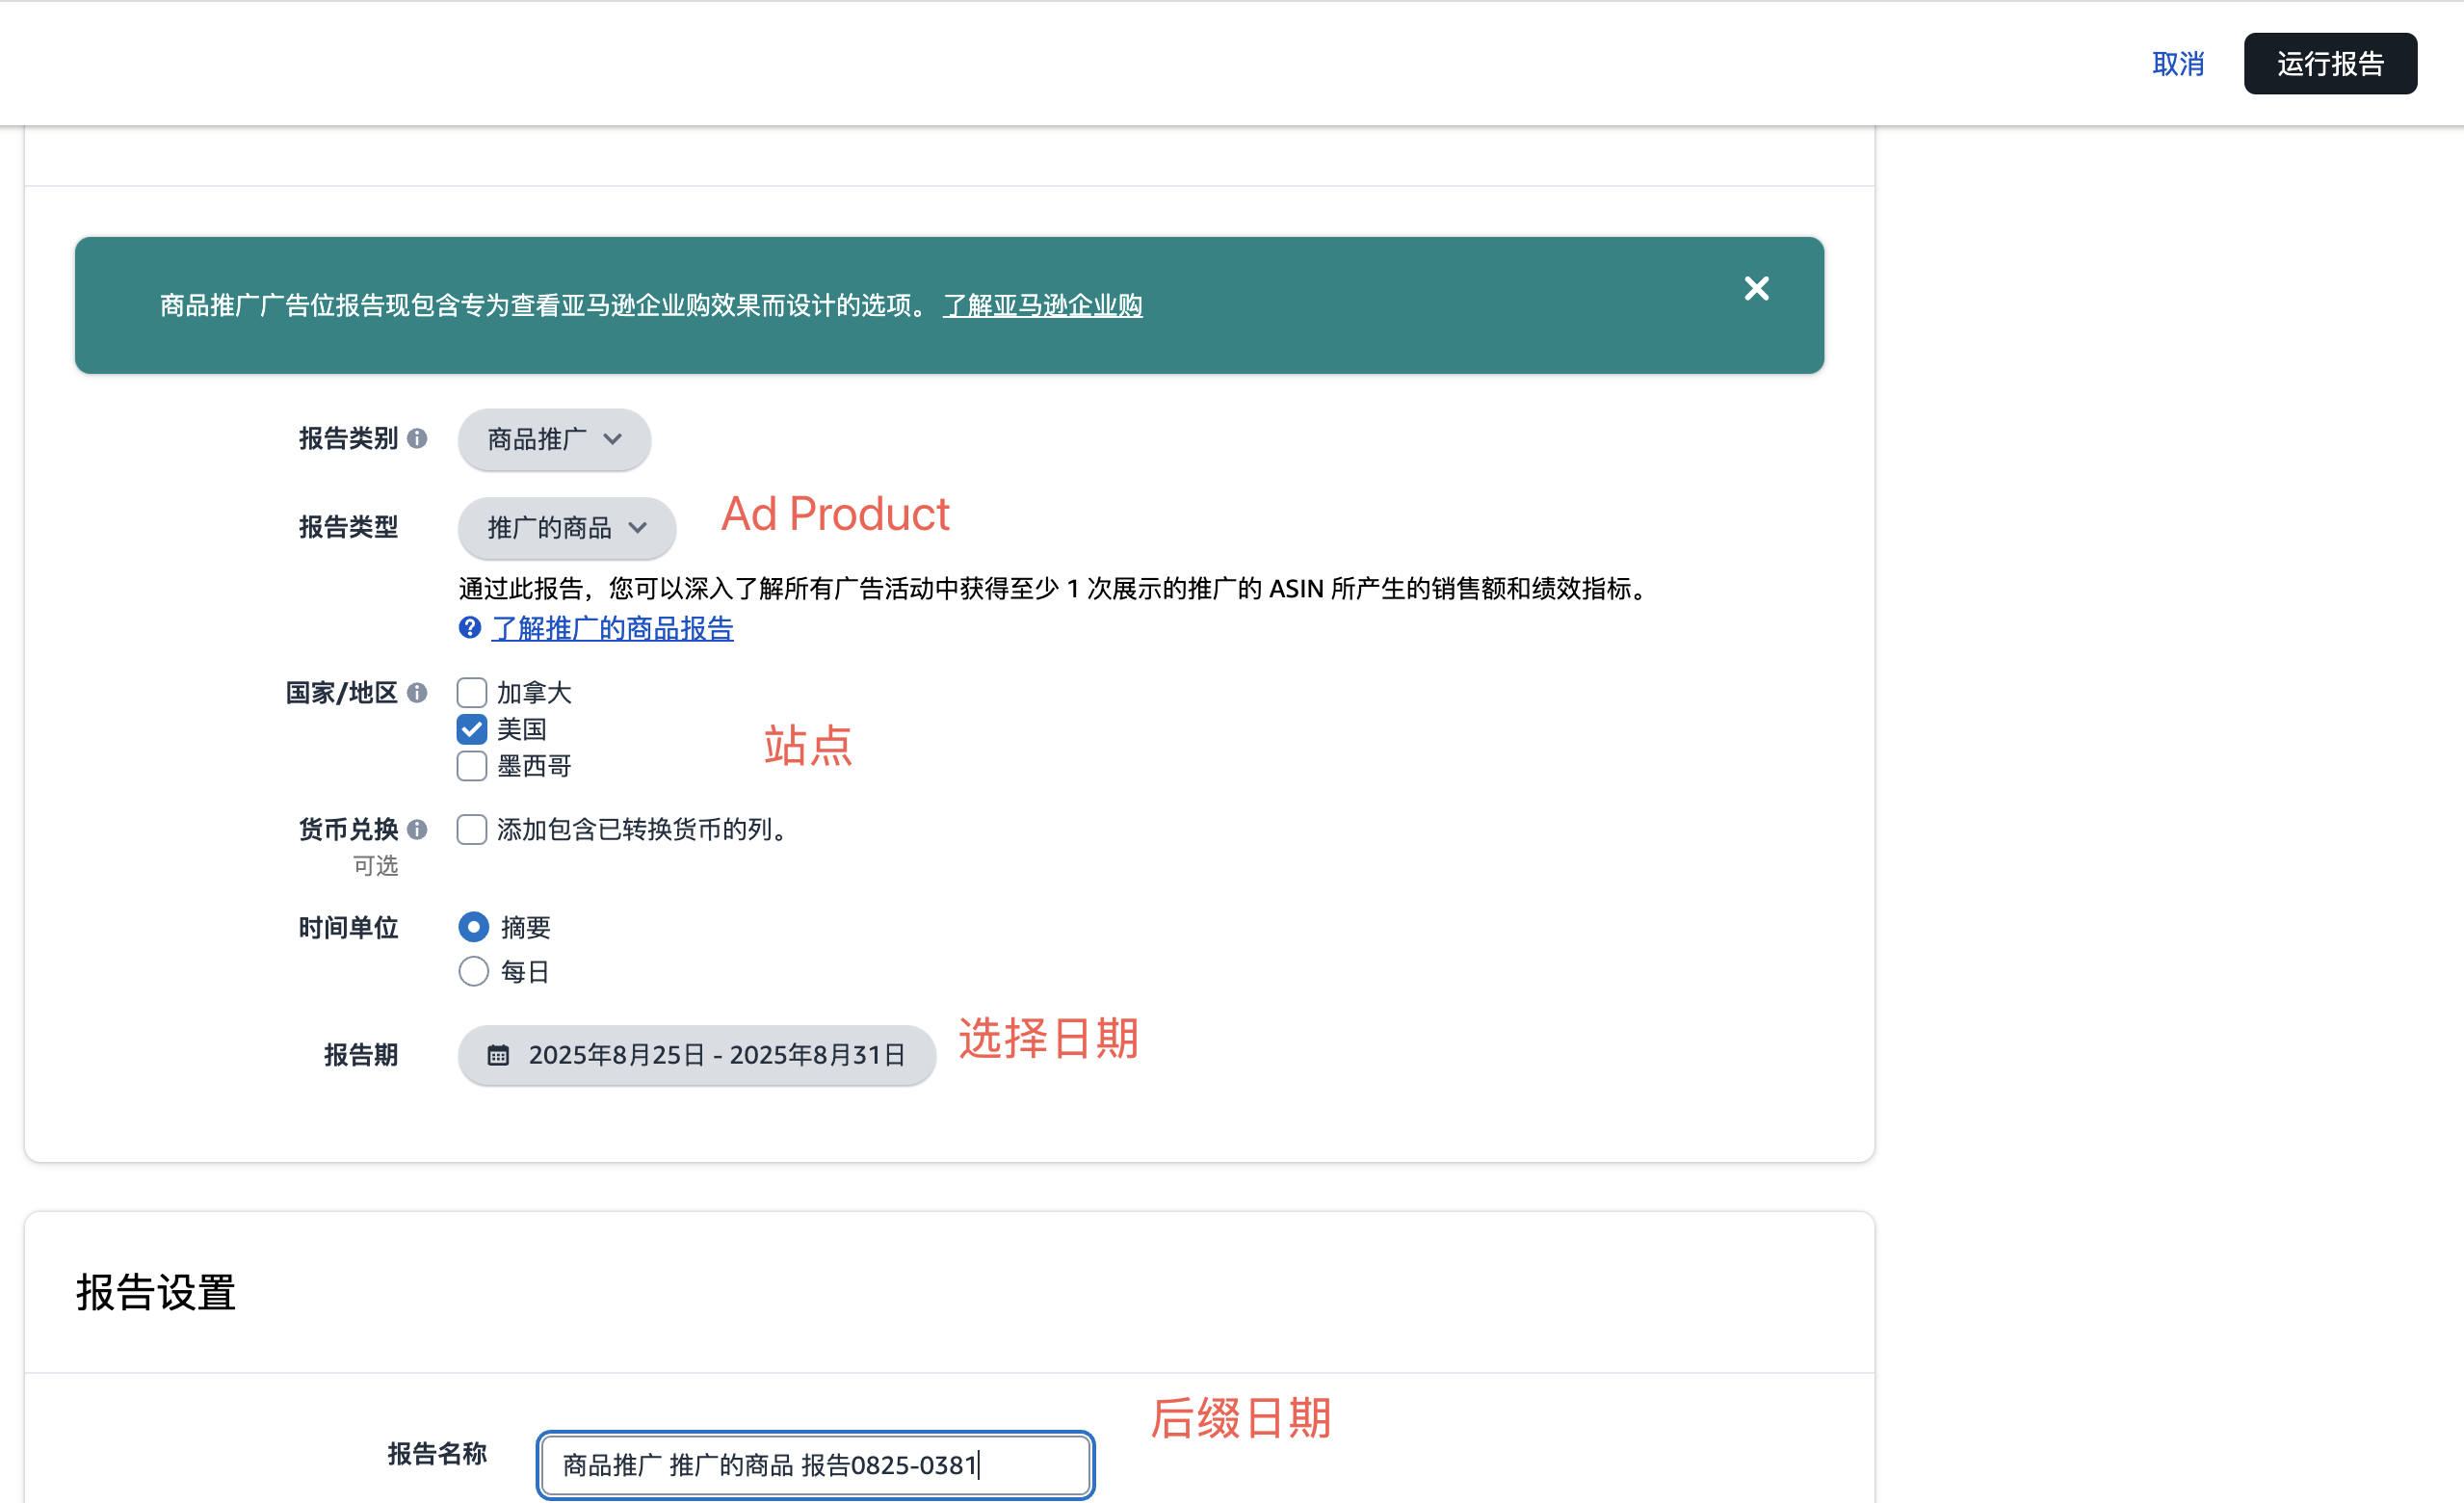 取消 运行报告
商品推广广告位报告现包含专为查看亚马逊企业购效果而设计的选项。 了解亚马逊企业购
报告类别 商品推广
报告类型 推广的商品 Ad Product
通过此报告，您可以深入了解所有广告活动中获得至少 1 次展示的推广的 ASIN 所产生的销售额和绩效指标。
了解推广的商品报告
国家/地区 加拿大
美国 站点
墨西哥
货币兑换 添加包含已转换货币的列。
可选
时间单位 摘要
每日
报告期 2025年8月25日 - 2025年8月31日 选择日期
报告设置
后缀日期
报告名称 商品推广 推广的商品 报告0825-0381